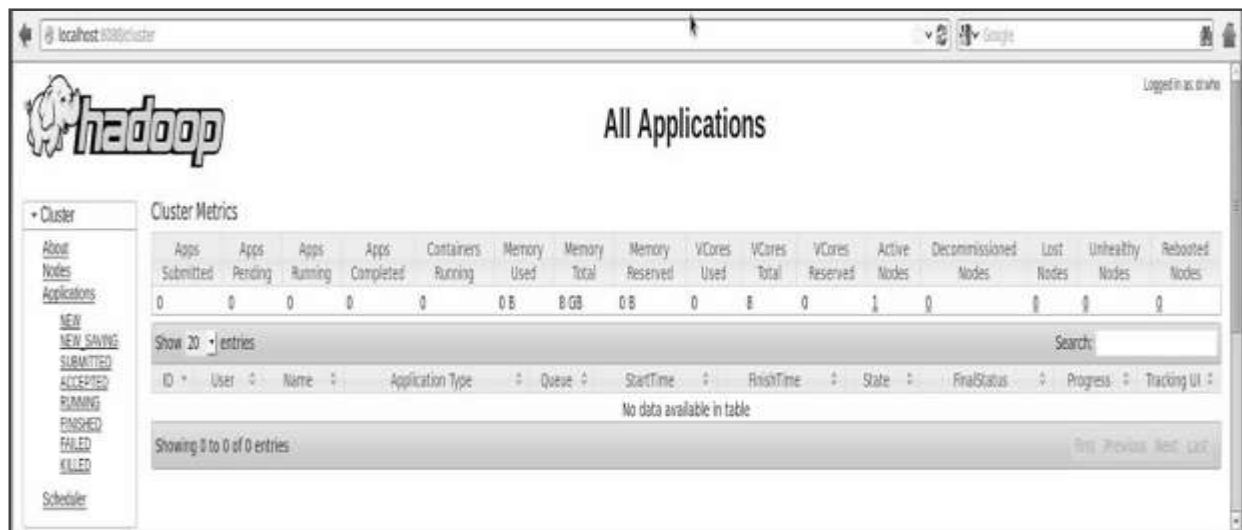 localhost:8088/cluster
Google
Logged in as: drwho
hadoop
All Applications
Cluster
About
Nodes
Applications
NEW
NEW_SAVING
SUBMITTED
ACCEPTED
RUNNING
FINISHED
FAILED
KILLED
Scheduler
Cluster Metrics
Apps Submitted Apps Pending Apps Running Apps Completed Containers Running Memory Used Memory Total Memory Reserved VCores Used VCores Total VCores Reserved Active Nodes Decommissioned Nodes Lost Nodes Unhealthy Nodes Rebooted Nodes
0 0 0 0 0 0 B 8 GB 0 B 0 8 0 1 0 0 0 0
Show 20 entries Search:
ID User Name Application Type Queue StartTime FinishTime State FinalStatus Progress Tracking UI
No data available in table
Showing 0 to 0 of 0 entries First Previous Next Last